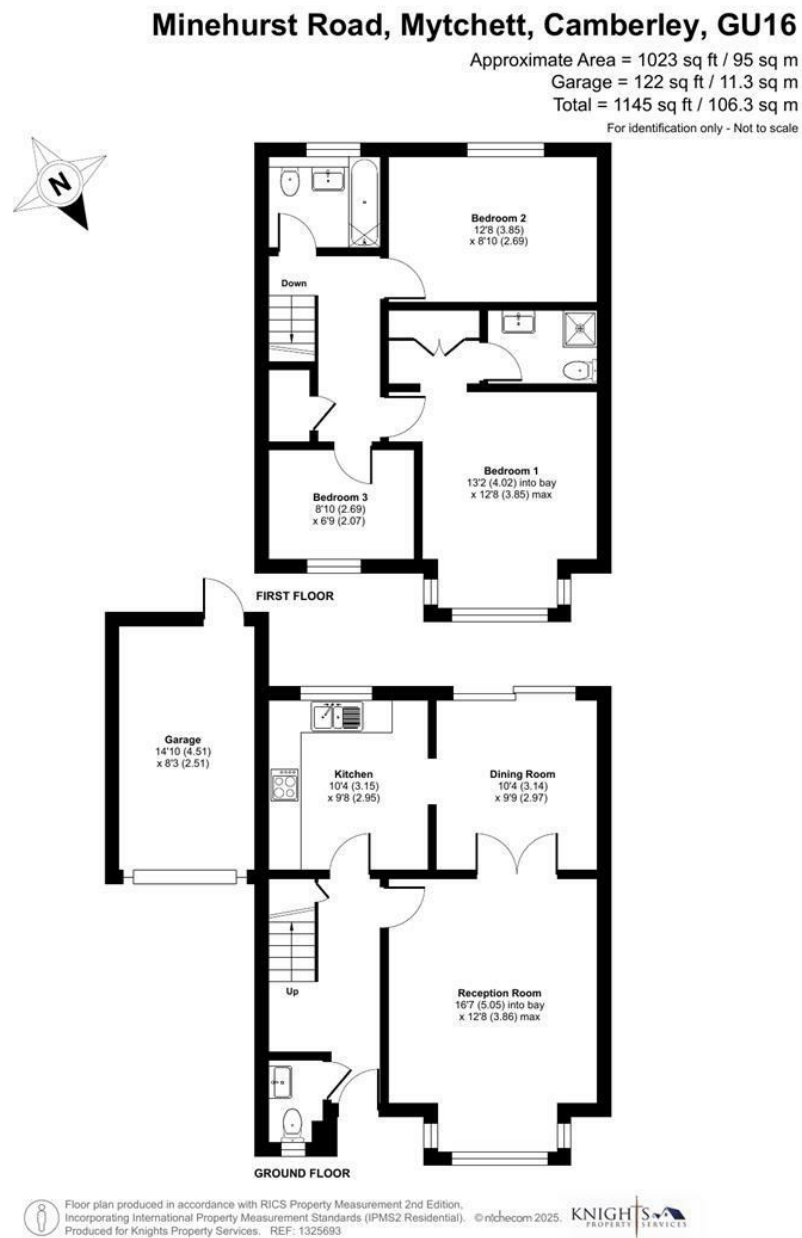 Minehurst Road, Mytchett, Camberley, GU16
Approximate Area = 1023 sq ft / 95 sq m
Garage = 122 sq ft / 11.3 sq m
Total = 1145 sq ft / 106.3 sq m
For identification only - Not to scale
N
Bedroom 2
12'8 (3.85)
x 8'10 (2.69)
Down
Bedroom 1
13'2 (4.02) into bay
x 12'8 (3.85) max
Bedroom 3
8'10 (2.69)
x 6'9 (2.07)
FIRST FLOOR
Garage
14'10 (4.51)
x 8'3 (2.51)
Kitchen
10'4 (3.15)
x 9'8 (2.95)
Dining Room
10'4 (3.14)
x 9'9 (2.97)
Up
Reception Room
16'7 (5.05) into bay
x 12'8 (3.86) max
GROUND FLOOR
Floor plan produced in accordance with RICS Property Measurement 2nd Edition,
Incorporating International Property Measurement Standards (IPMS2 Residential). © nichecom 2025.
Produced for Knights Property Services. REF: 1325693
KNIGHTS
PROPERTY SERVICES